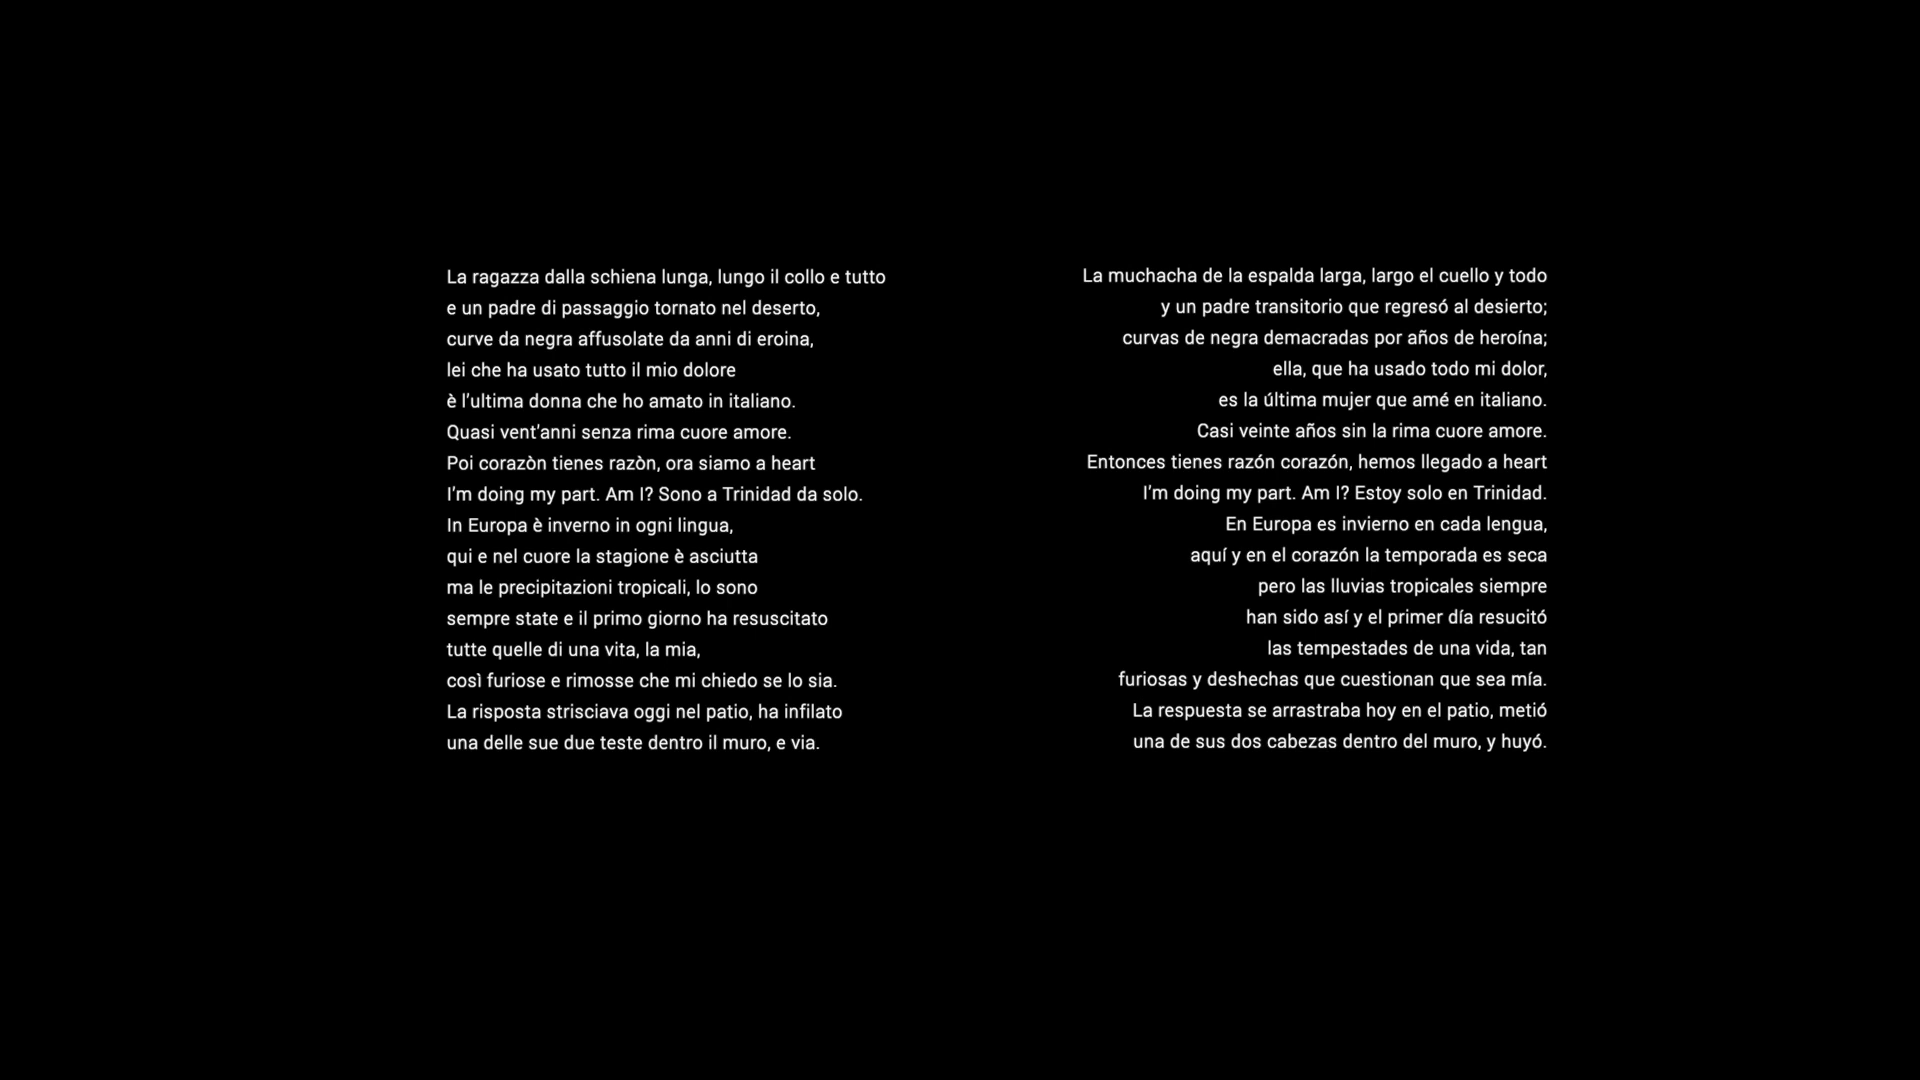 La ragazza dalla schiena lunga, lungo il collo e tutto
e un padre di passaggio tornato nel deserto,
curve da negra affusolate da anni di eroina,
lei che ha usato tutto il mio dolore
è l’ultima donna che ho amato in italiano.
Quasi vent’anni senza rima cuore amore.
Poi corazòn tienes razòn, ora siamo a heart
I’m doing my part. Am I? Sono a Trinidad da solo.
In Europa è inverno in ogni lingua,
qui e nel cuore la stagione è asciutta
ma le precipitazioni tropicali, lo sono
sempre state e il primo giorno ha resuscitato
tutte quelle di una vita, la mia,
così furiose e rimosse che mi chiedo se lo sia.
La risposta strisciava oggi nel patio, ha infilato
una delle sue due teste dentro il muro, e via.
La muchacha de la espalda larga, largo el cuello y todo
y un padre transitorio que regresó al desierto;
curvas de negra demacradas por años de heroína;
ella, que ha usado todo mi dolor,
es la última mujer que amé en italiano.
Casi veinte años sin la rima cuore amore.
Entonces tienes razón corazón, hemos llegado a heart
I’m doing my part. Am I? Estoy solo en Trinidad.
En Europa es invierno en cada lengua,
aquí y en el corazón la temporada es seca
pero las lluvias tropicales siempre
han sido así y el primer día resucitó
las tempestades de una vida, tan
furiosas y deshechas que cuestionan que sea mía.
La respuesta se arrastraba hoy en el patio, metió
una de sus dos cabezas dentro del muro, y huyó.